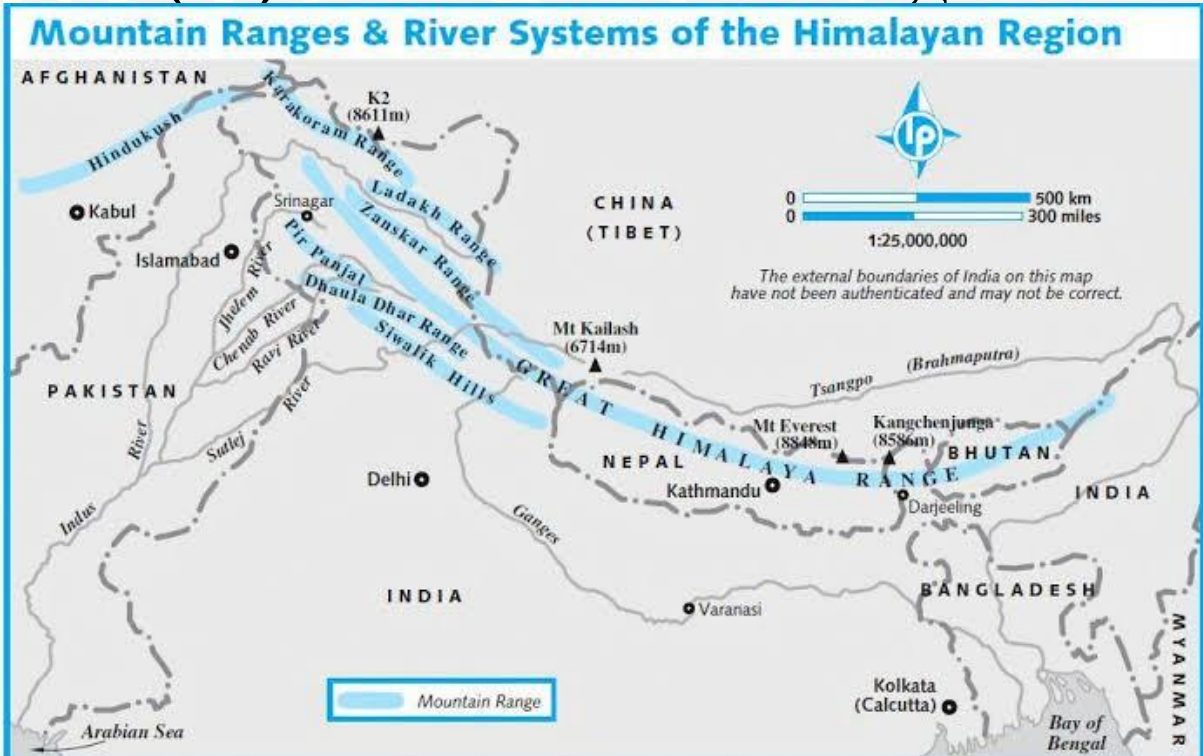 Mountain Ranges & River Systems of the Himalayan Region
AFGHANISTAN
Hindukush
Karakoram Range
K2
(8611m)
Ladakh Range
Zanskar Range
Kabul
Srinagar
Islamabad
Pir Panjal
Dhaula Dhar Range
Siwalik Hills
Jhelem River
Chenab River
Ravi River
CHINA
(TIBET)
lp
0 500 km
0 300 miles
1:25,000,000
The external boundaries of India on this map
have not been authenticated and may not be correct.
Mt Kailash
(6714m)
PAKISTAN
Sutlej River
Indus River
Tsangpo (Brahmaputra)
GREAT HIMALAYA RANGE
Mt Everest
(8848m)
Kangchenjunga
(8586m)
BHUTAN
NEPAL
Kathmandu
Darjeeling
INDIA
Delhi
Ganges
INDIA
Varanasi
BANGLADESH
MYANMAR
Kolkata
(Calcutta)
Bay of
Bengal
Mountain Range
Arabian Sea